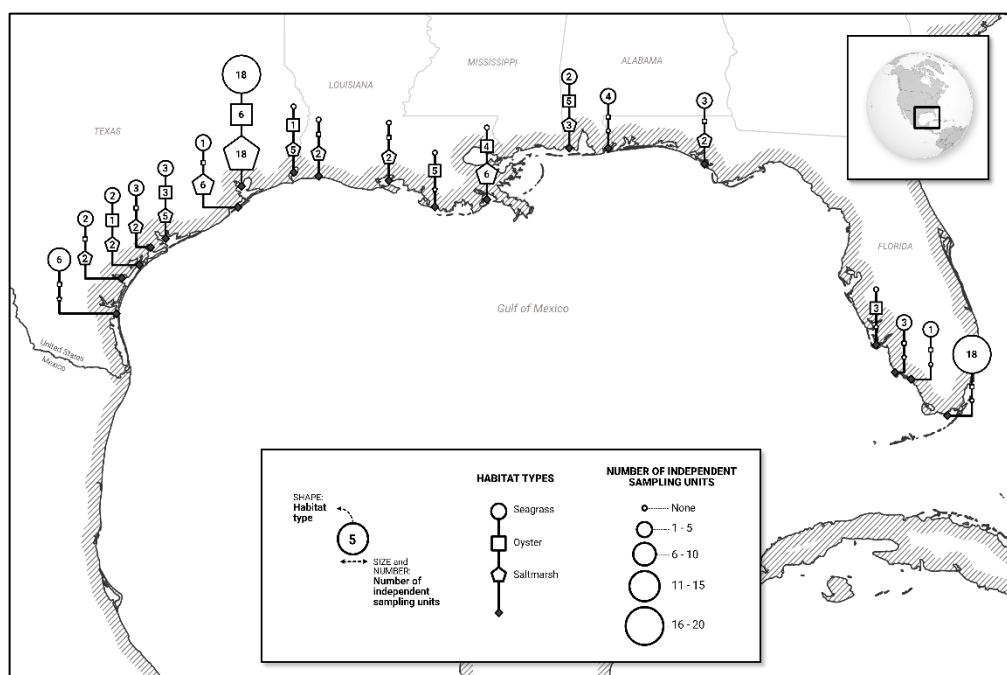 MISSISSIPPI
ALABAMA
LOUISIANA
TEXAS
FLORIDA
Gulf of Mexico
United States
Mexico
6
2
2
2
1
2
3
2
3
3
5
1
6
18
6
18
1
5
2
2
5
4
6
2
5
3
4
3
2
3
3
1
18
SHAPE:
Habitat
type
5
SIZE and
NUMBER:
Number of
independent
sampling units
HABITAT TYPES
Seagrass
Oyster
Saltmarsh
NUMBER OF INDEPENDENT
SAMPLING UNITS
None
1 - 5
6 - 10
11 - 15
16 - 20